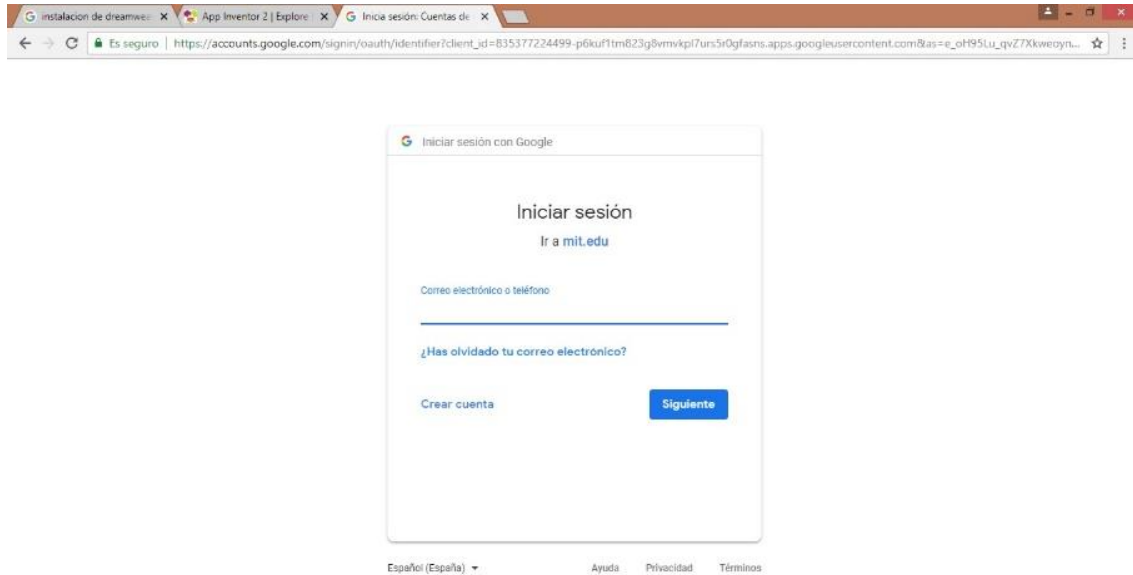 instalacion de dreamwea
App Inventor 2 | Explore
Inicia sesión: Cuentas de
Es seguro | https://accounts.google.com/signin/oauth/identifier?client_id=835377224499-p6kuf1tm823g8vmvkpl7urs5r0gfasns.apps.googleusercontent.com&as=e_oH95Lu_qvZ7Xkweoyn...
Iniciar sesión con Google
Iniciar sesión
Ir a mit.edu
Correo electrónico o teléfono
¿Has olvidado tu correo electrónico?
Crear cuenta
Siguiente
Español (España)
Ayuda
Privacidad
Términos